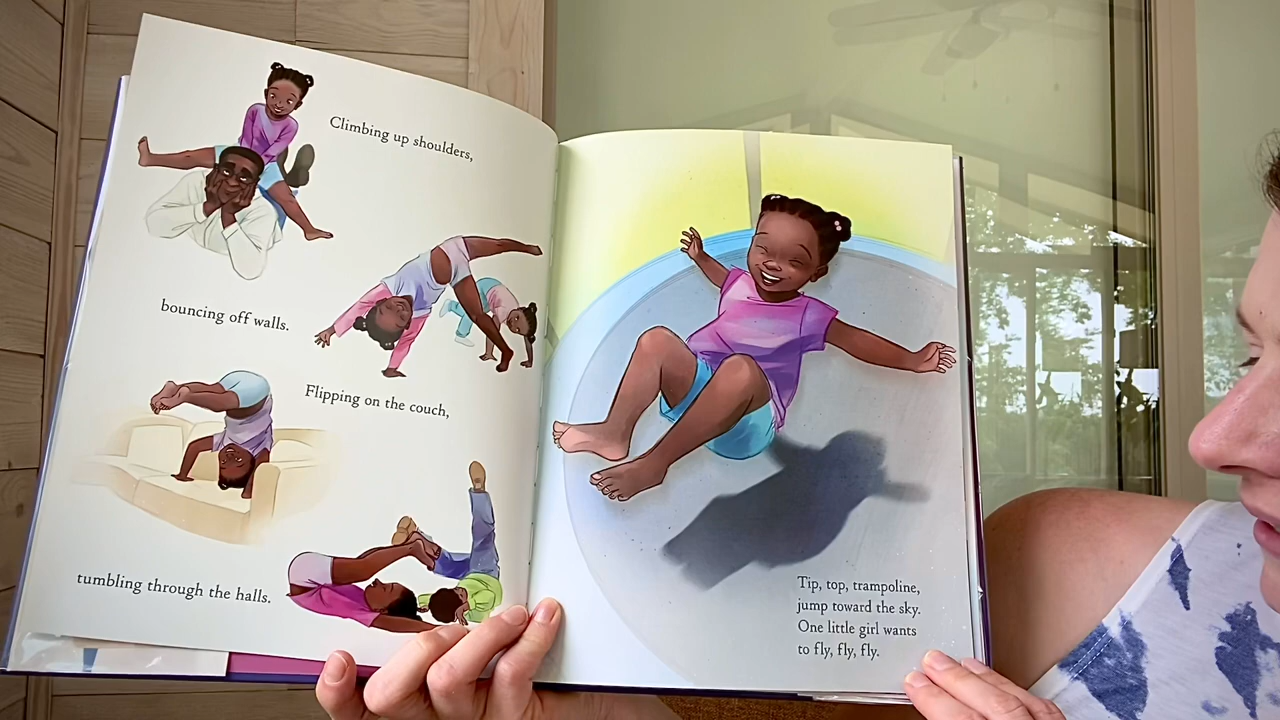 Climbing up shoulders,
bouncing off walls.
Flipping on the couch,
tumbling through the halls.
Tip, top, trampoline,
jump toward the sky.
One little girl wants
to fly, fly, fly.